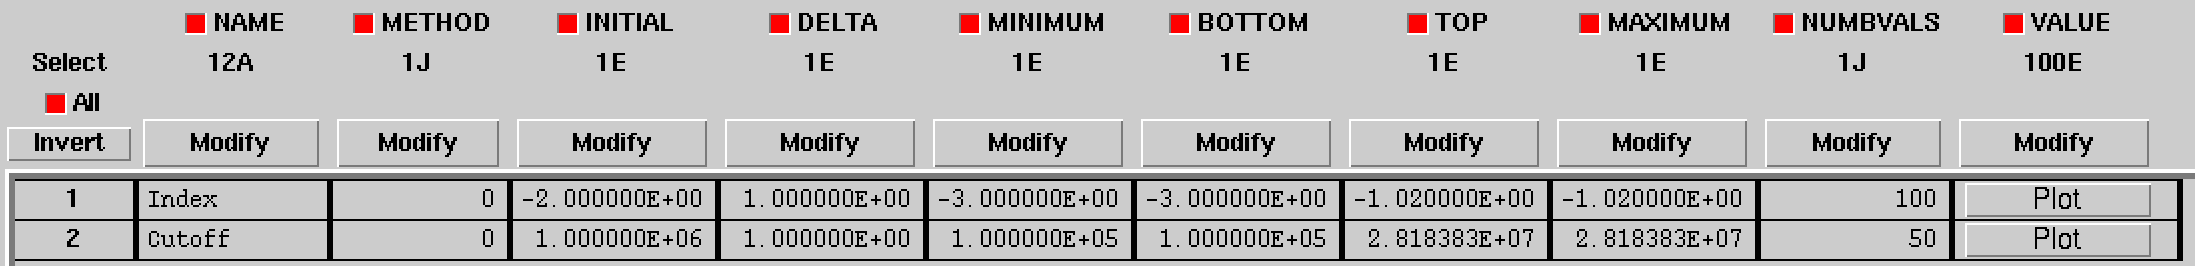 NAME METHOD INITIAL DELTA MINIMUM BOTTOM TOP MAXIMUM NUMBVALS VALUE
Select 12A 1J 1E 1E 1E 1E 1E 1E 1J 100E
All
Invert Modify Modify Modify Modify Modify Modify Modify Modify Modify Modify
1 Index 0 -2.000000E+00 1.000000E+00 -3.000000E+00 -3.000000E+00 -1.020000E+00 -1.020000E+00 100 Plot
2 Cutoff 0 1.000000E+06 1.000000E+00 1.000000E+05 1.000000E+05 2.818383E+07 2.818383E+07 50 Plot